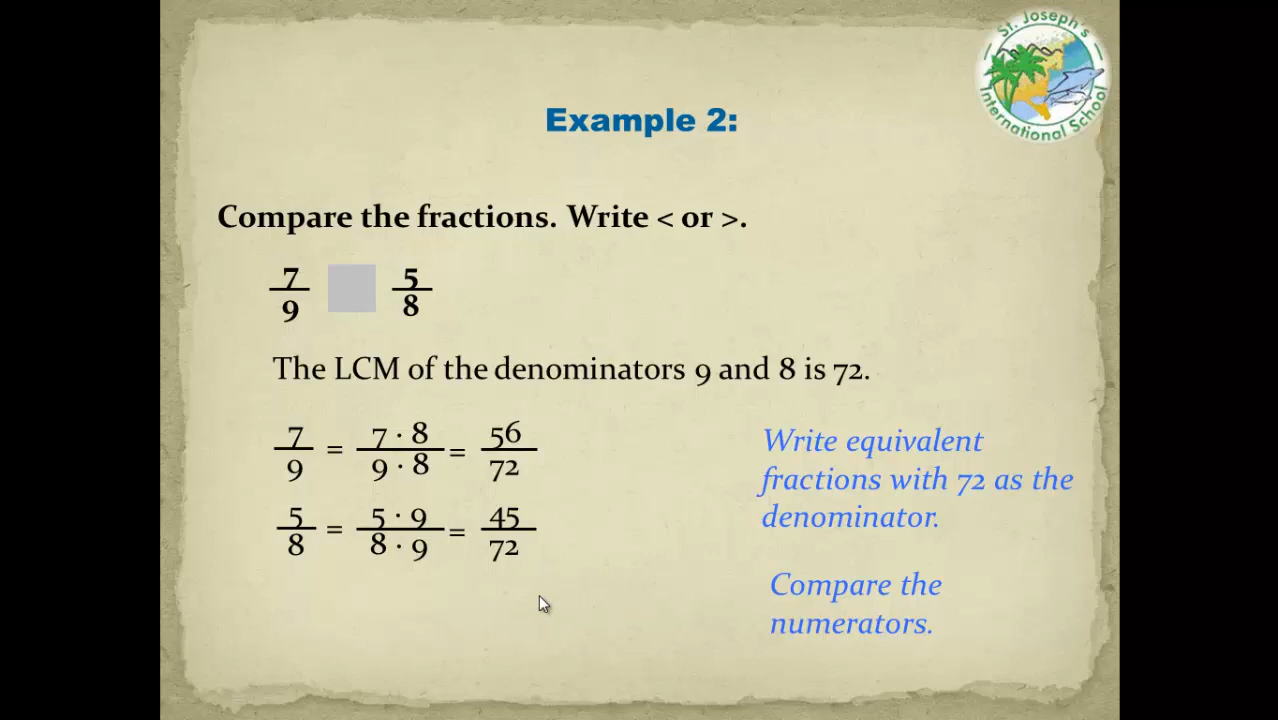 St. Joseph's
International School
Example 2:
Compare the fractions. Write < or >.
7/9 5/8
The LCM of the denominators 9 and 8 is 72.
7/9 = 7 · 8/9 · 8 = 56/72
5/8 = 5 · 9/8 · 9 = 45/72
Write equivalent
fractions with 72 as the
denominator.
Compare the
numerators.